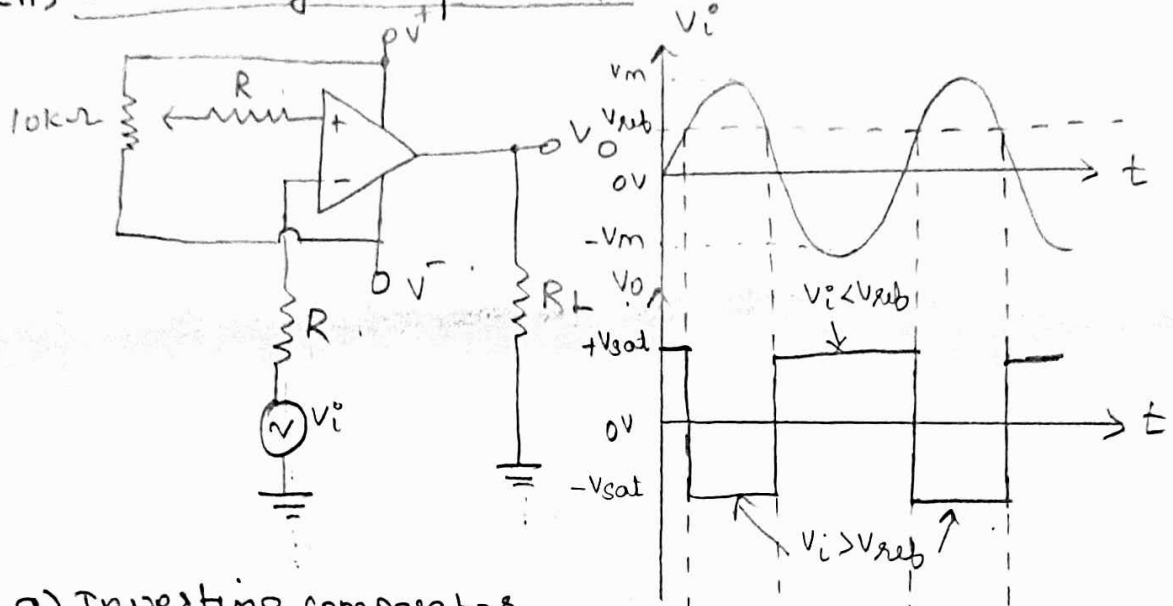 V⁺
10kΩ
R
+
-
V₀
V⁻
R
RL
Vi
Vi
Vm
Vref
0V
t
-Vm
V₀
Vi<Vref
+Vsat
0V
t
-Vsat
Vi>Vref
a) Inverting comparator